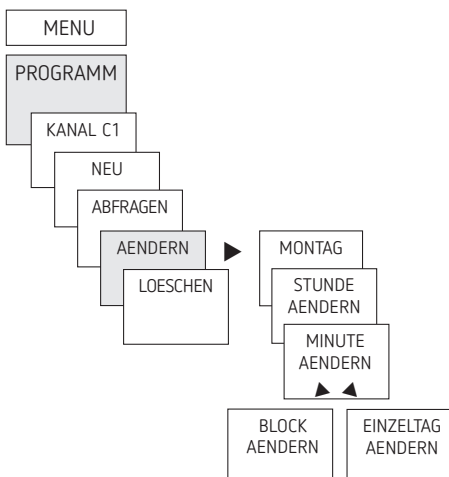 MENU
PROGRAMM
KANAL C1
NEU
ABFRAGEN
AENDERN
LOESCHEN
MONTAG
STUNDE
AENDERN
MINUTE
AENDERN
BLOCK
AENDERN
EINZELTAG
AENDERN